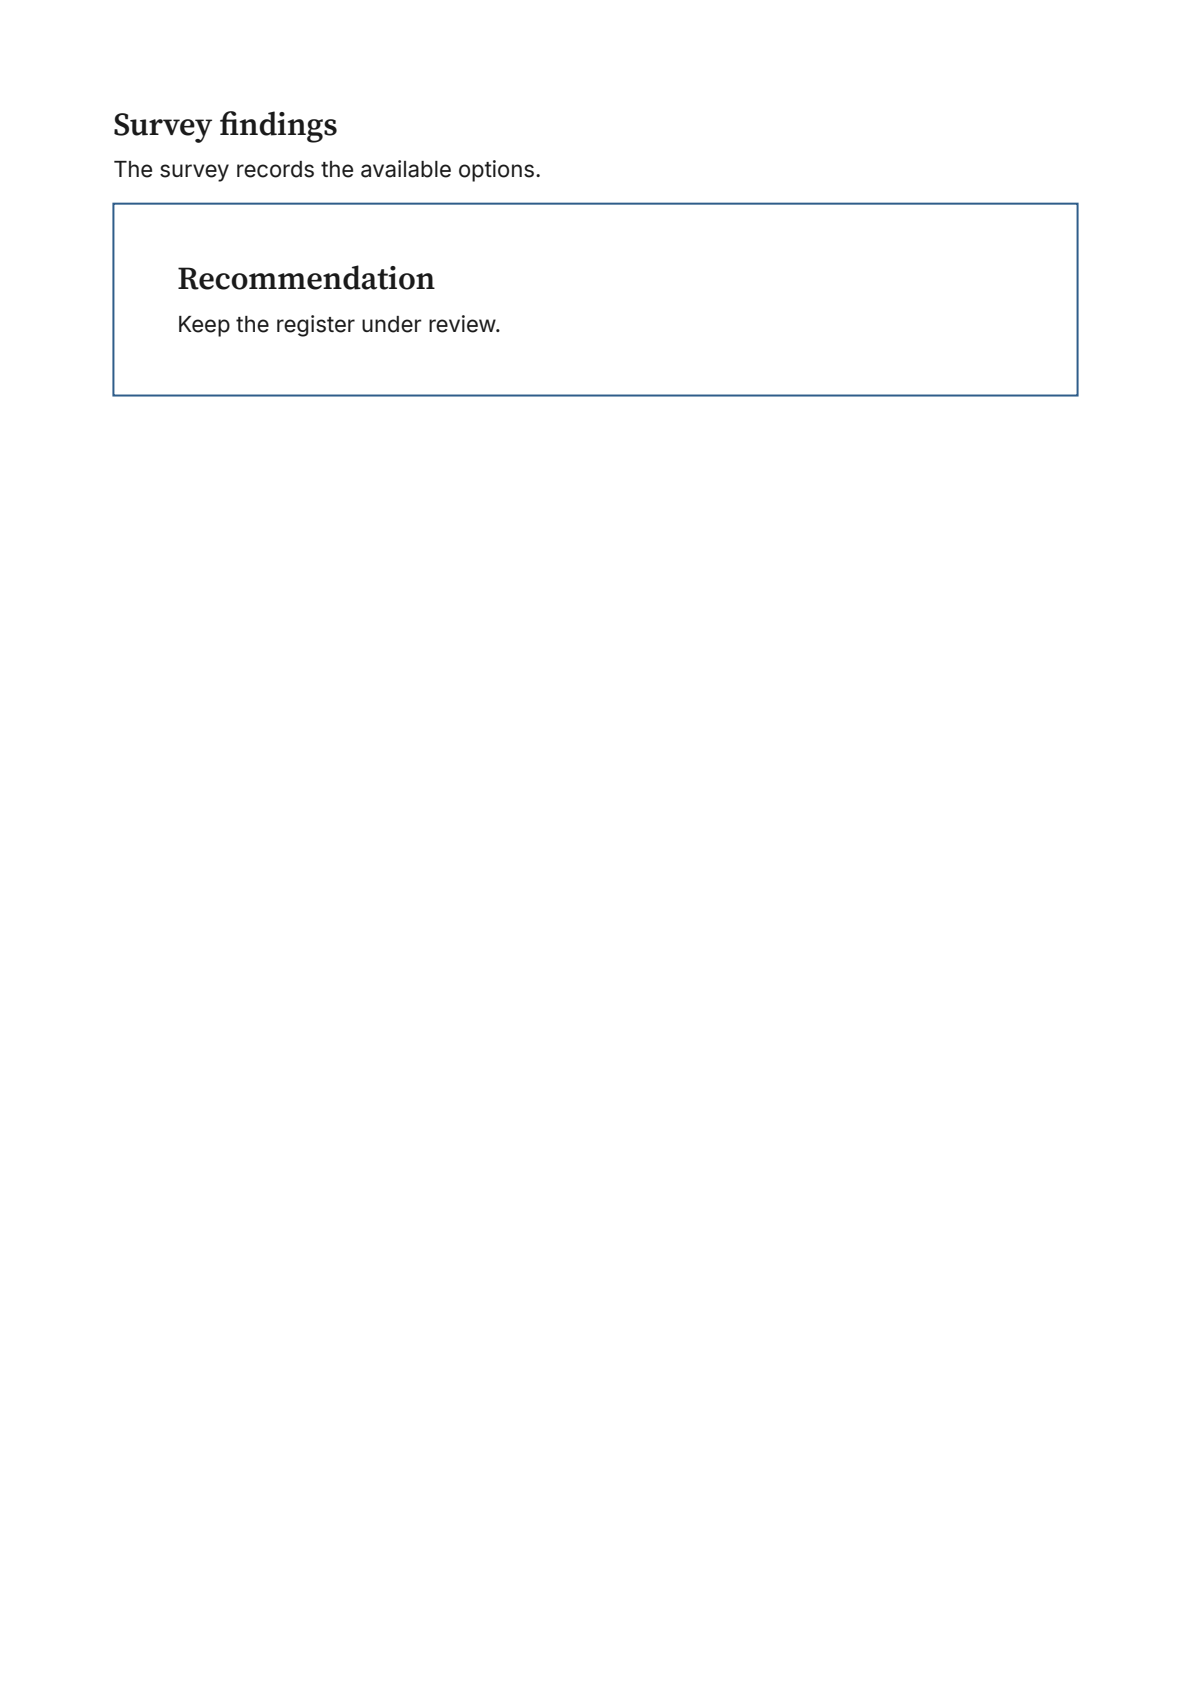 Survey findings
The survey records the available options.
Recommendation
Keep the register under review.